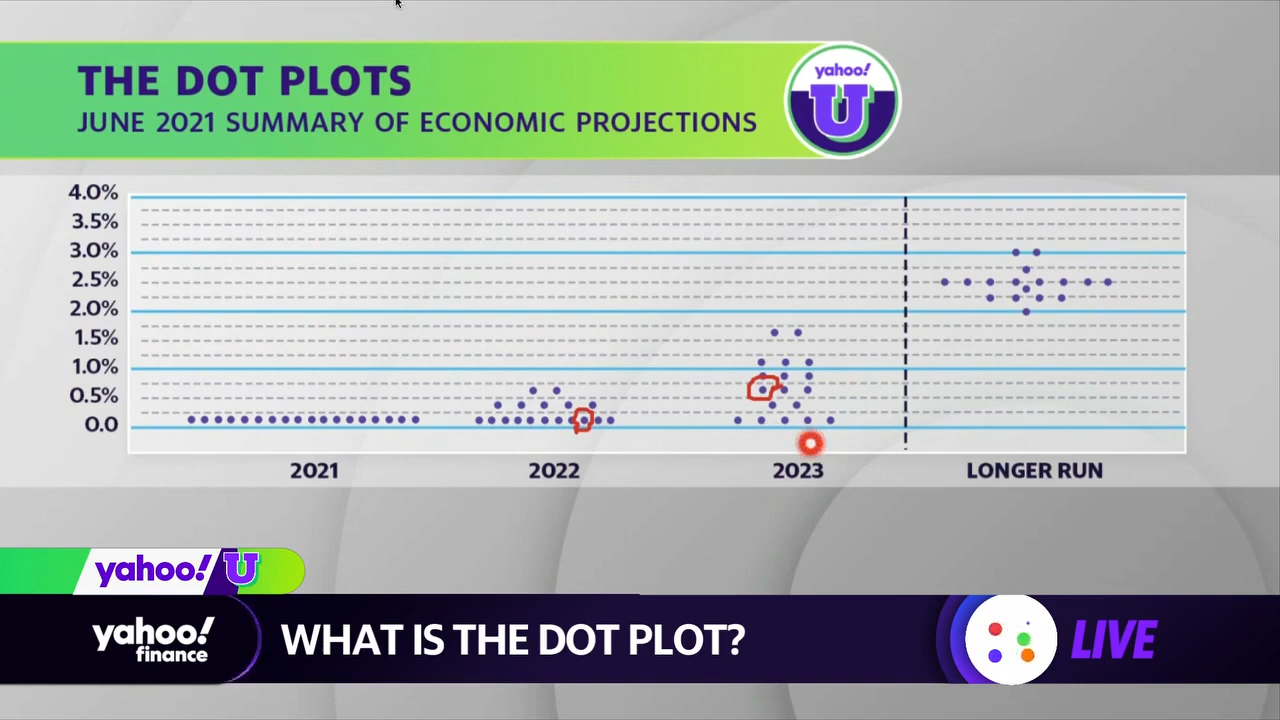 THE DOT PLOTS
JUNE 2021 SUMMARY OF ECONOMIC PROJECTIONS
yahoo!
U
4.0%
3.5%
3.0%
2.5%
2.0%
1.5%
1.0%
0.5%
0.0
2021 2022 2023 LONGER RUN
yahoo! U
yahoo!
finance
WHAT IS THE DOT PLOT?
LIVE